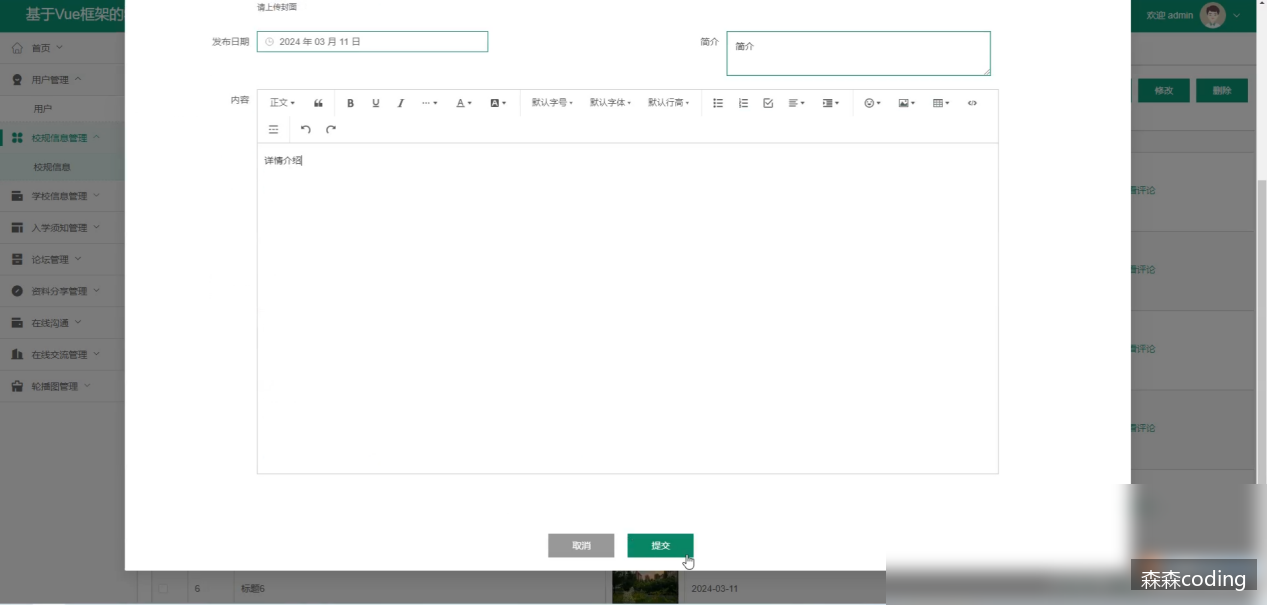 请上传封面
基于Vue框架的
欢迎 admin
发布日期
2024 年 03 月 11 日
简介
简介
首页
用户管理
用户
校规信息管理
校规信息
学校信息管理
入学须知管理
论坛管理
资料分享管理
在线沟通
在线交流管理
轮播图管理
修改
删除
内容
正文
B U I ... A A 默认字号 默认字体 默认行高
详情介绍
看评论
看评论
看评论
看评论
取消
提交
6
标题6
2024-03-11
森森coding